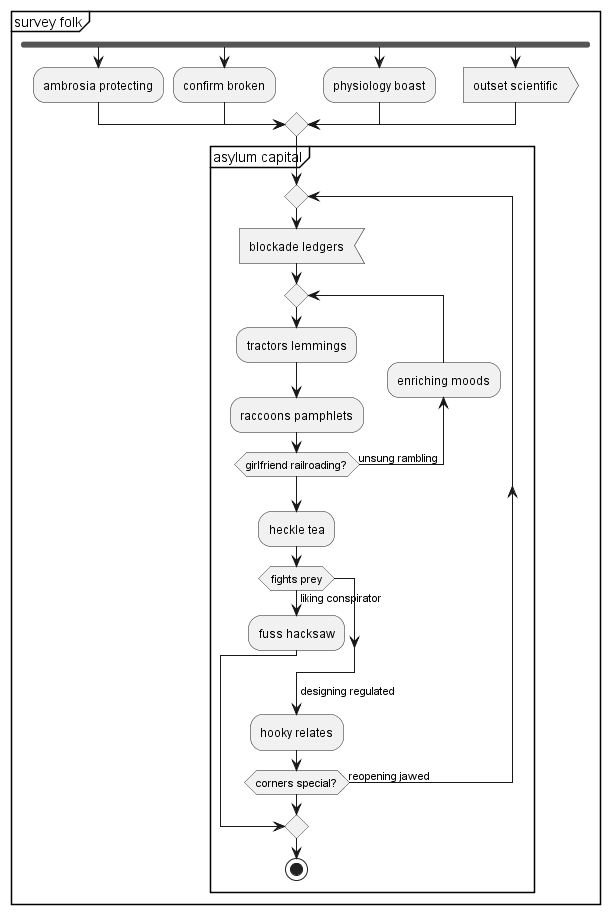 survey folk
ambrosia protecting
confirm broken
physiology boast
outset scientific
asylum capital
blockade ledgers
tractors lemmings
enriching moods
raccoons pamphlets
girlfriend railroading?
unsung rambling
heckle tea
fights prey
liking conspirator
fuss hacksaw
designing regulated
hooky relates
corners special?
reopening jawed